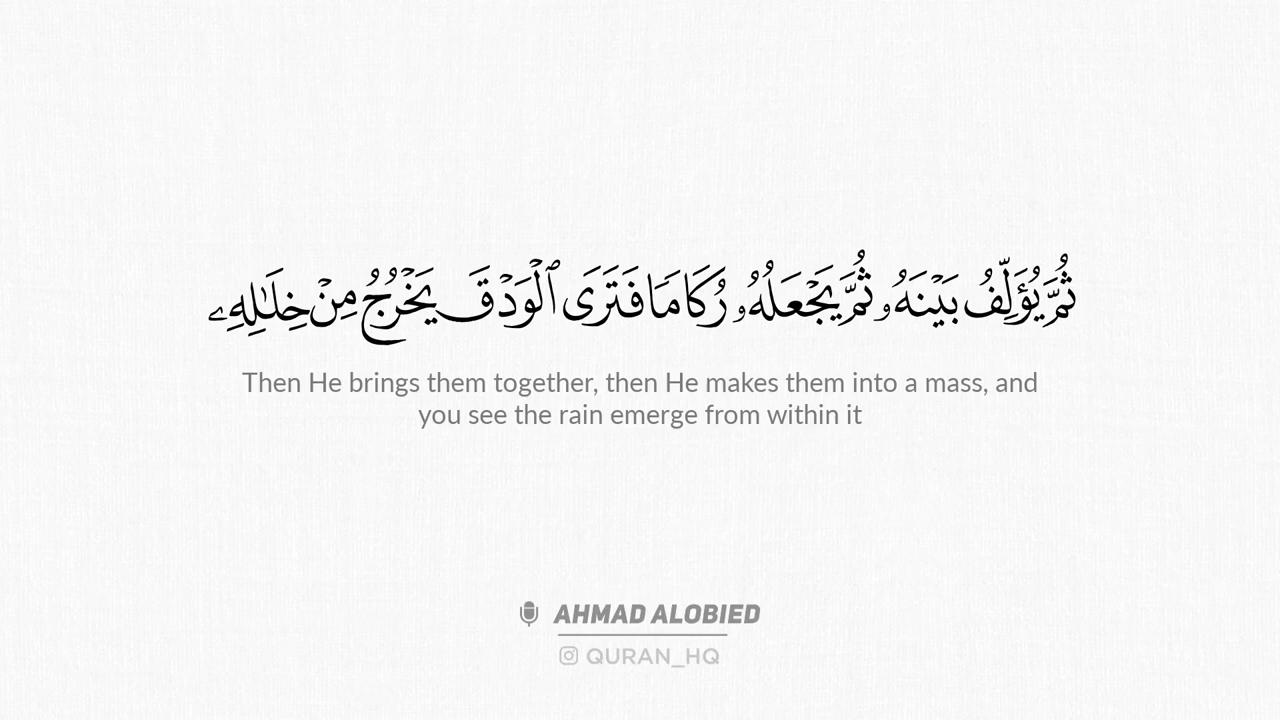 ثُمَّ يُؤَلِّفُ بَيْنَهُۥ ثُمَّ يَجْعَلُهُۥ رُكَامًا فَتَرَى ٱلْوَدْقَ يَخْرُجُ مِنْ خِلَـٰلِهِۦ
Then He brings them together, then He makes them into a mass, and
you see the rain emerge from within it
AHMAD ALOBIED
QURAN_HQ